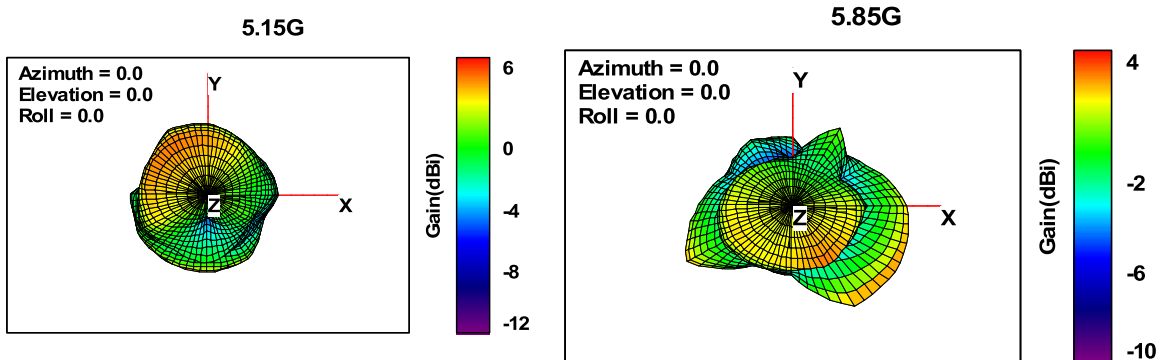 5.15G
Azimuth = 0.0
Elevation = 0.0
Roll = 0.0
Y
X
Z
6
0
-4
-8
-12
Gain(dBi)
5.85G
Azimuth = 0.0
Elevation = 0.0
Roll = 0.0
Y
X
Z
4
-2
-6
-10
Gain(dBi)